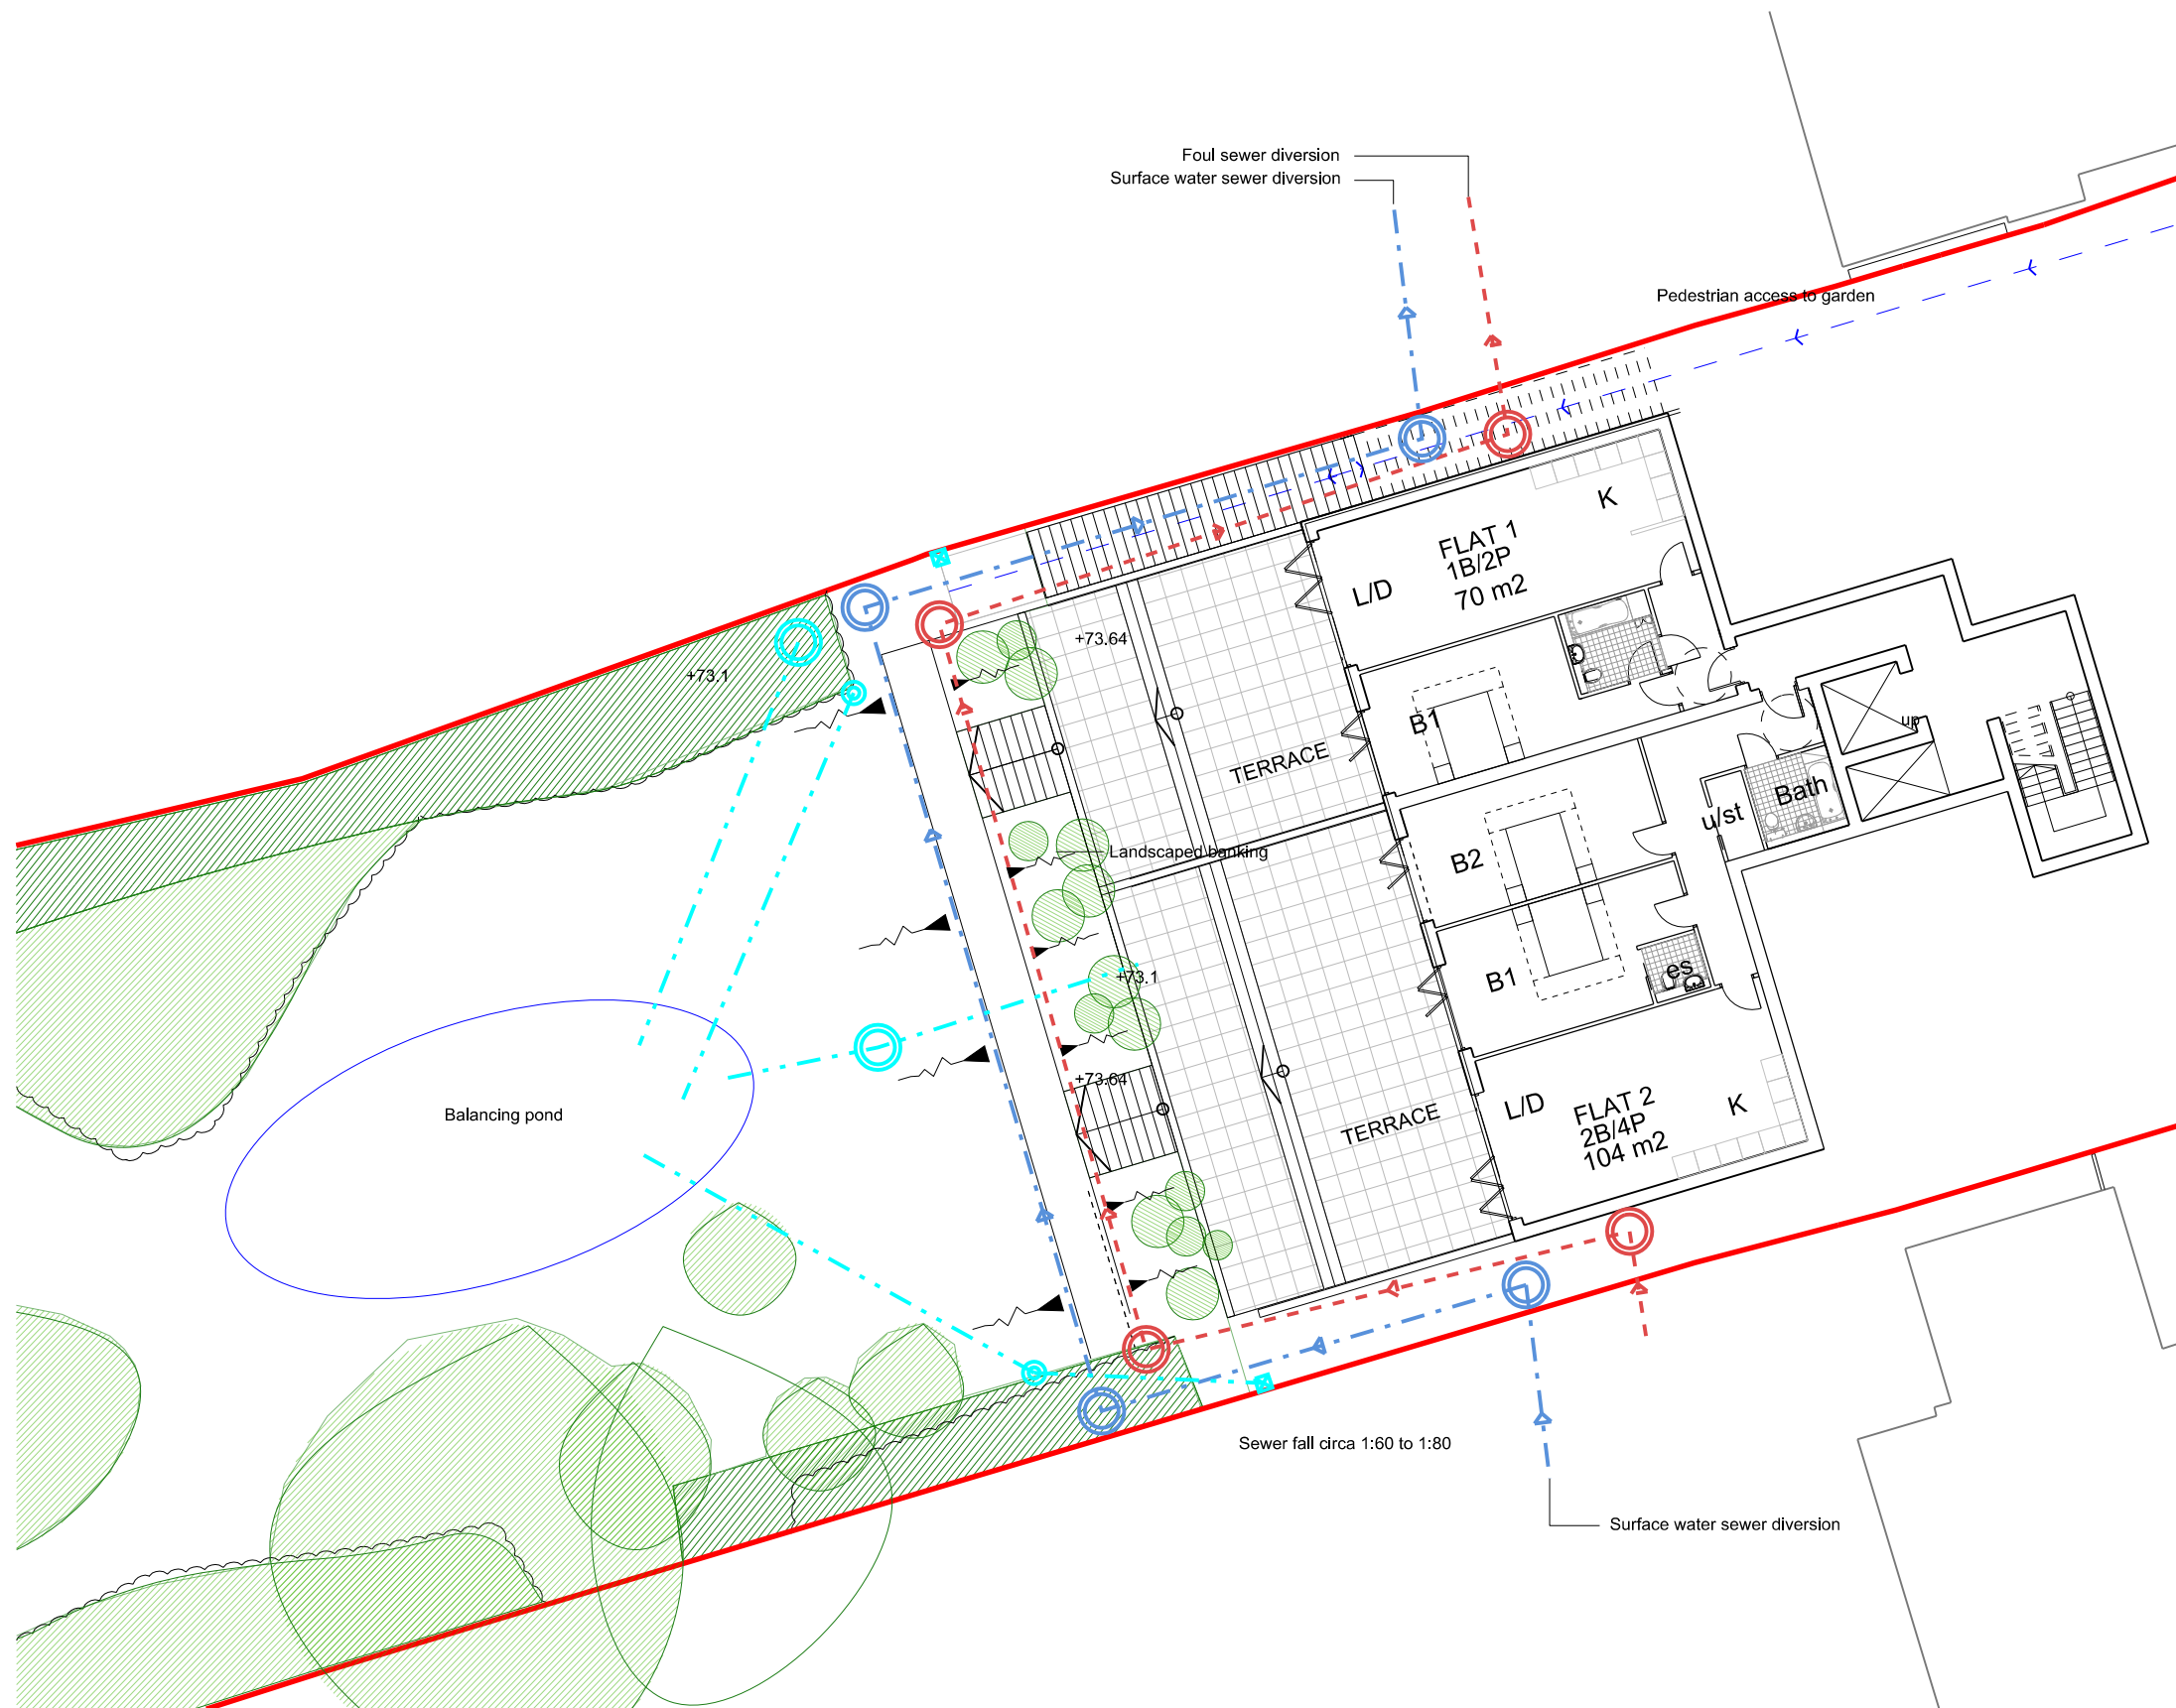 Foul sewer diversion
Surface water sewer diversion
Pedestrian access to garden
K
FLAT 1
1B/2P
70 m2
L/D
+73.64
+73.1
B1
up
TERRACE
Bath
u/st
Landscaped banking
B2
es
+73.1
B1
+73.64
Balancing pond
L/D
FLAT 2
2B/4P
104 m2
K
TERRACE
Sewer fall circa 1:60 to 1:80
Surface water sewer diversion